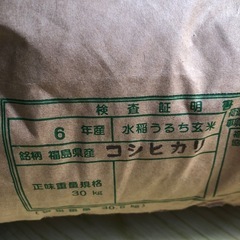 検査証明書
6 年産 水稲うるち玄米
銘柄 福島県産 コシヒカリ
正味重量規格
30 kg